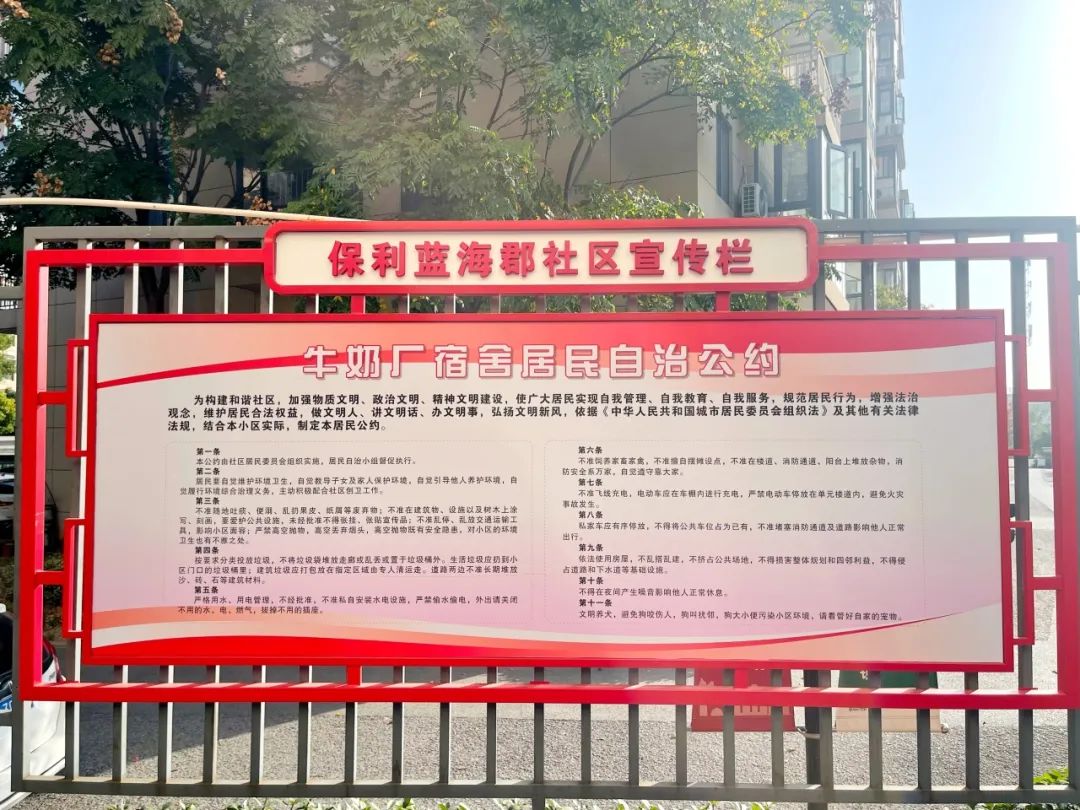 保利蓝海郡社区宣传栏
牛奶厂宿舍居民自治公约
为构建和谐社区，加强物质文明、政治文明、精神文明建设，使广大居民实现自我管理、自我教育、自我服务，规范居民行为，增强法治
观念，维护居民合法权益，做文明人、讲文明话、办文明事，弘扬文明新风，依据《中华人民共和国城市居民委员会组织法》及其他有关法律
法规，结合本小区实际，制定本居民公约。
第一条
本公约由社区居民委员会组织实施，居民自治小组督促执行。
第二条
居民要自觉维护环境卫生，自觉教导子女及家人保护环境，自觉引导他人养护环境，自
觉履行环境综合治理义务，主动积极配合社区创卫工作。
第三条
不准随地吐痰、便溺、乱扔果皮、纸屑等废弃物；不准在建筑物、设施以及树木上涂
写、刻画，要爱护公共设施，未经批准不得张挂、张贴宣传品；不准乱停、乱放交通运输工
具，影响小区面容；严禁高空抛物，高空丢弃烟头，高空抛物既有安全隐患，对小区的环境
卫生也有不雅之处。
第四条
按要求分类投放垃圾，不将垃圾袋堆放走廊或乱丢或置于垃圾桶外。生活垃圾应扔到小
区门口的垃圾桶里；建筑垃圾应打包放在指定区域由专人清运走。道路两边不准长期堆放
沙、砖、石等建筑材料。
第五条
严格用水、用电管理，不经批准，不准私自安装水电设施，严禁偷水偷电，外出请关闭
不用的水、电、燃气，拔掉不用的插座。
第六条
不准饲养家畜家禽，不准擅自摆摊设点，不准在楼道、消防通道、阳台上堆放杂物，消
防安全系万家，自觉遵守靠大家。
第七条
不准飞线充电，电动车应在车棚内进行充电，严禁电动车停放在单元楼道内，避免火灾
事故发生。
第八条
私家车应有序停放，不得将公共车位占为已有，不准堵塞消防通道及道路影响他人正常
出行。
第九条
依法使用房屋，不乱搭乱建，不挤占公共场地，不得损害整体规划和四邻利益，不得侵
占道路和下水道等基础设施。
第十条
不得在夜间产生噪音影响他人正常休息。
第十一条
文明养犬，避免狗咬伤人，狗叫扰邻，狗大小便污染小区环境，请看管好自家的宠物。